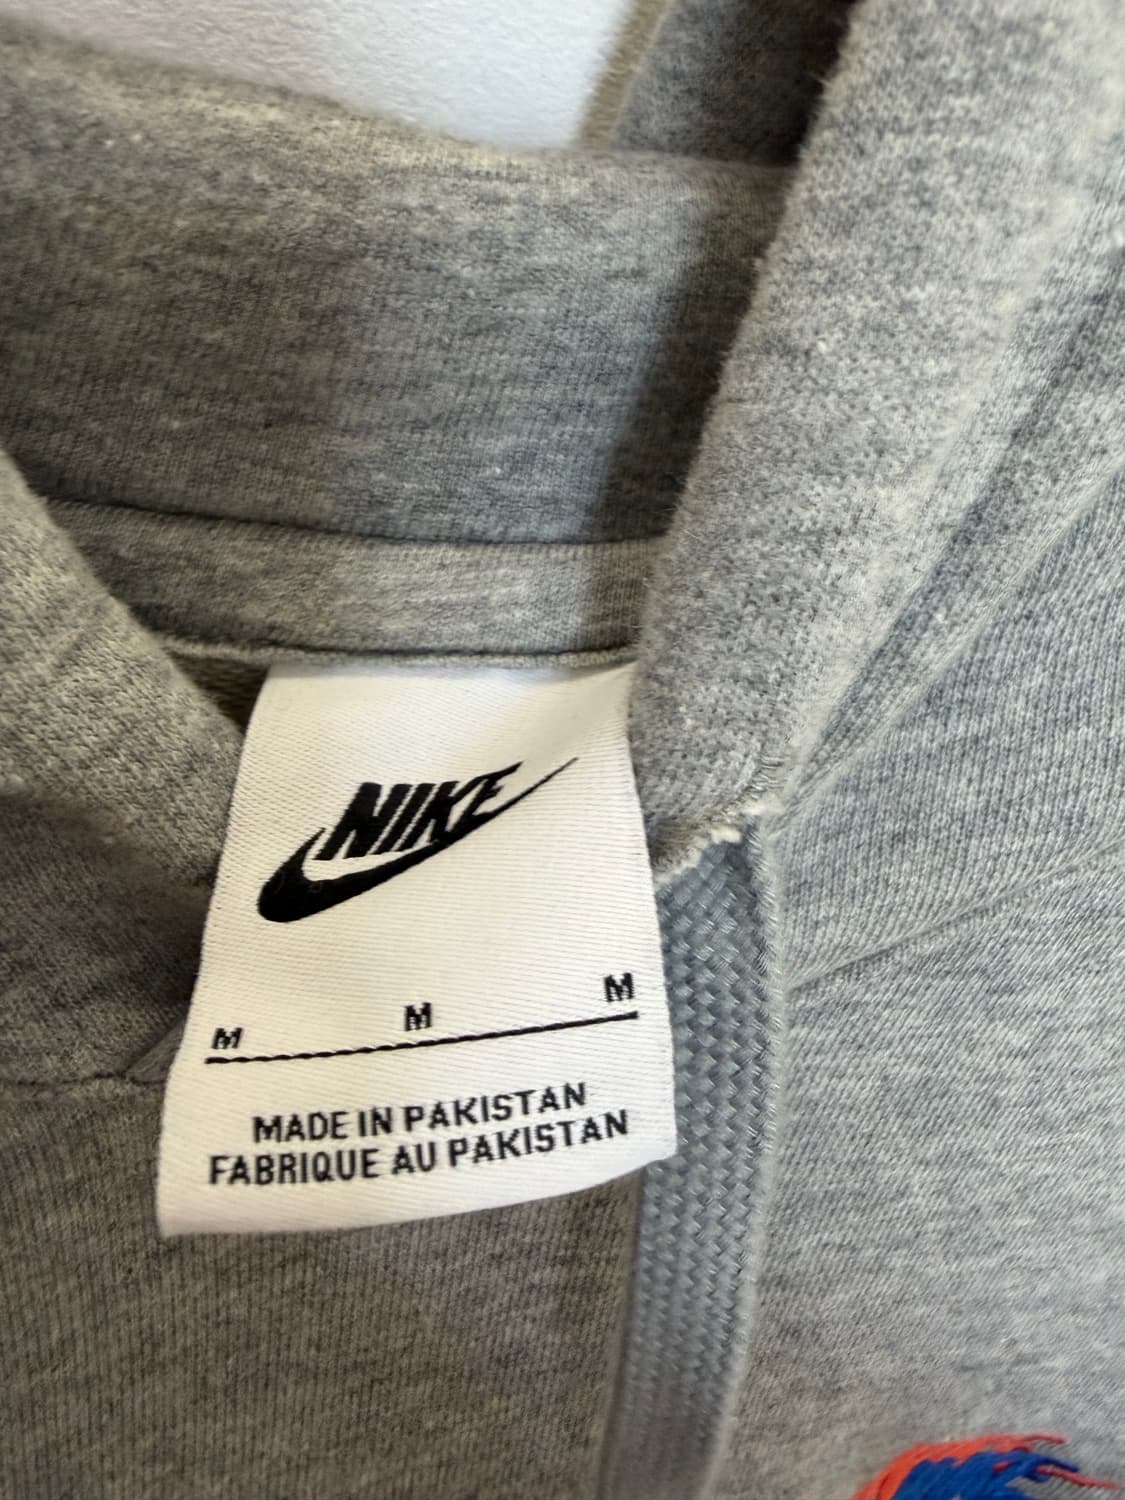 NIKE
M M M
MADE IN PAKISTAN
FABRIQUE AU PAKISTAN